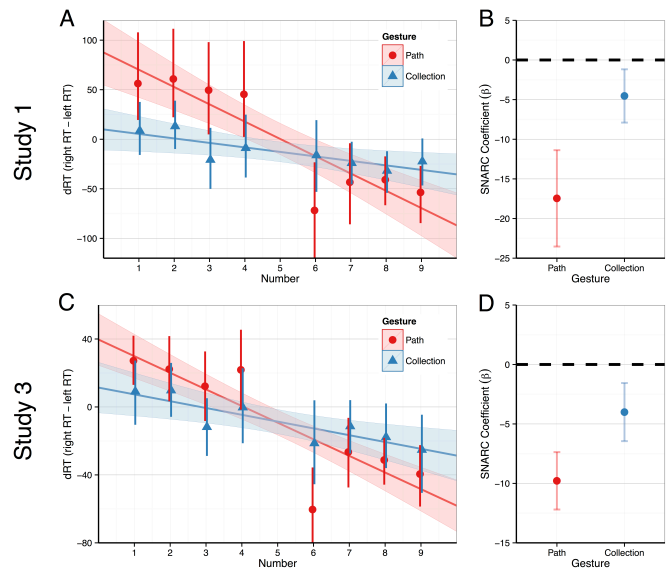 A
B
Study 1
dRT (right RT − left RT)
100
50
0
−50
−100
Gesture
Path
Collection
1 2 3 4 5 6 7 8 9
Number
SNARC Coefficient (β)
5
0
−5
−10
−15
−20
−25
Path Collection
Gesture
C
D
Study 3
dRT (right RT − left RT)
40
0
−40
−80
Gesture
Path
Collection
1 2 3 4 5 6 7 8 9
Number
SNARC Coefficient (β)
5
0
−5
−10
−15
Path Collection
Gesture